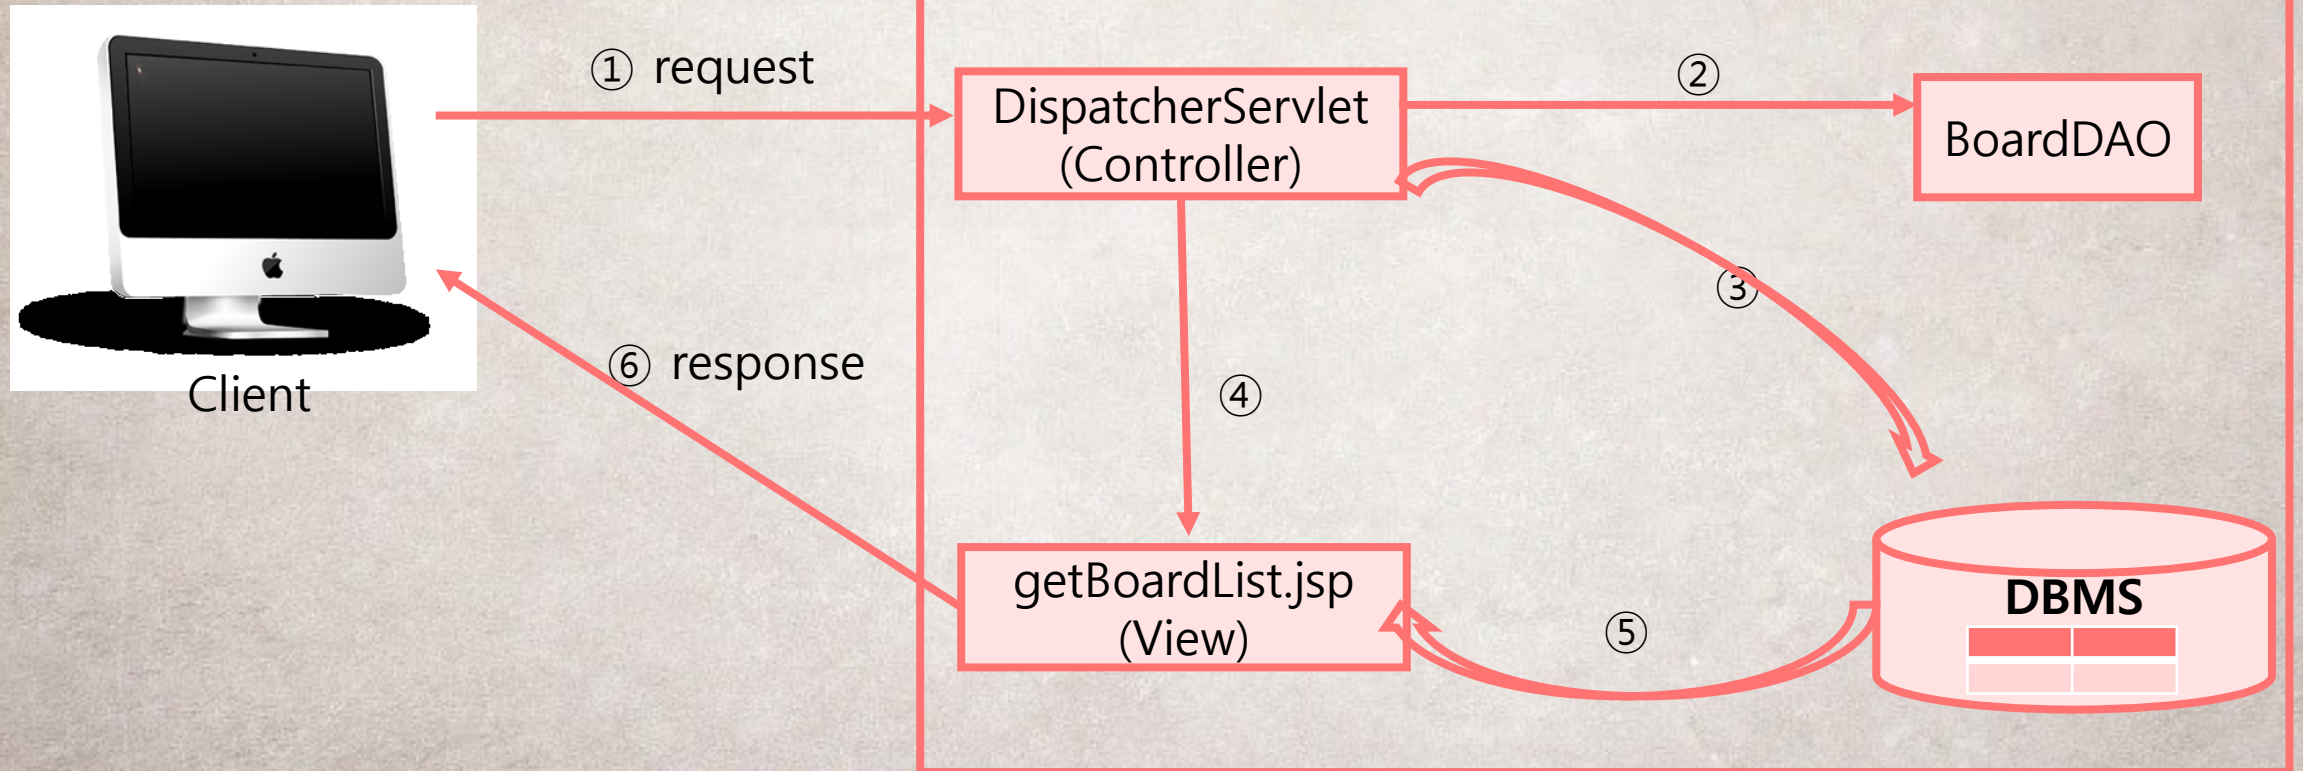 ① request
②
DispatcherServlet
(Controller)
BoardDAO
③
⑥ response
④
Client
getBoardList.jsp
(View)
⑤
DBMS